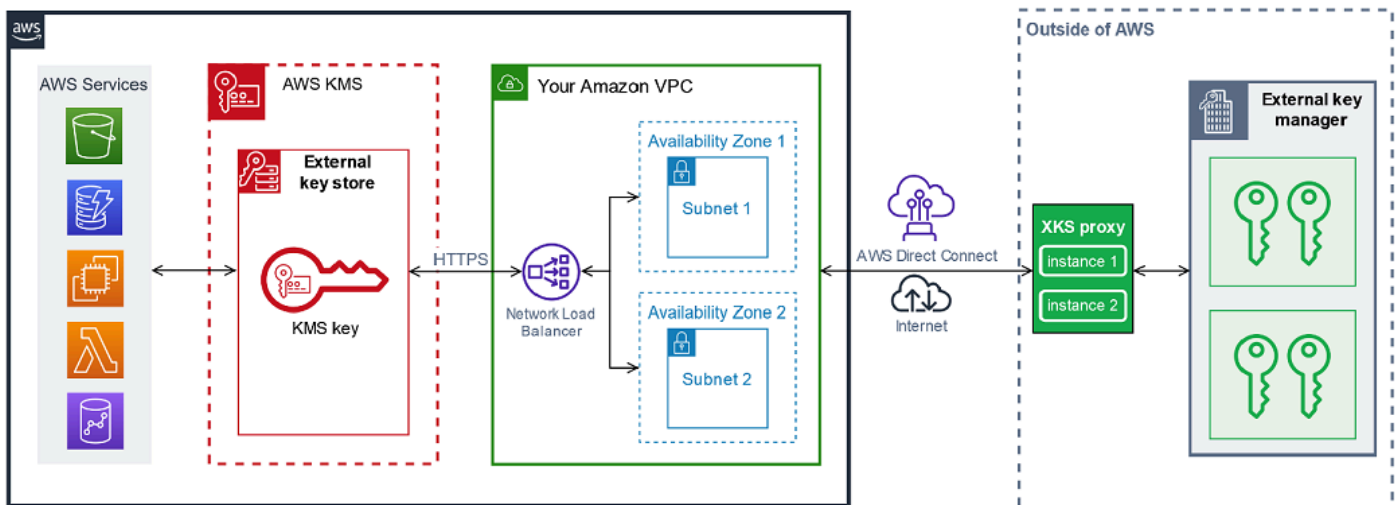 aws
AWS Services
AWS KMS
External
key store
KMS key
HTTPS
Your Amazon VPC
Network Load
Balancer
Availability Zone 1
Subnet 1
Availability Zone 2
Subnet 2
AWS Direct Connect
Internet
Outside of AWS
XKS proxy
instance 1
instance 2
External key
manager